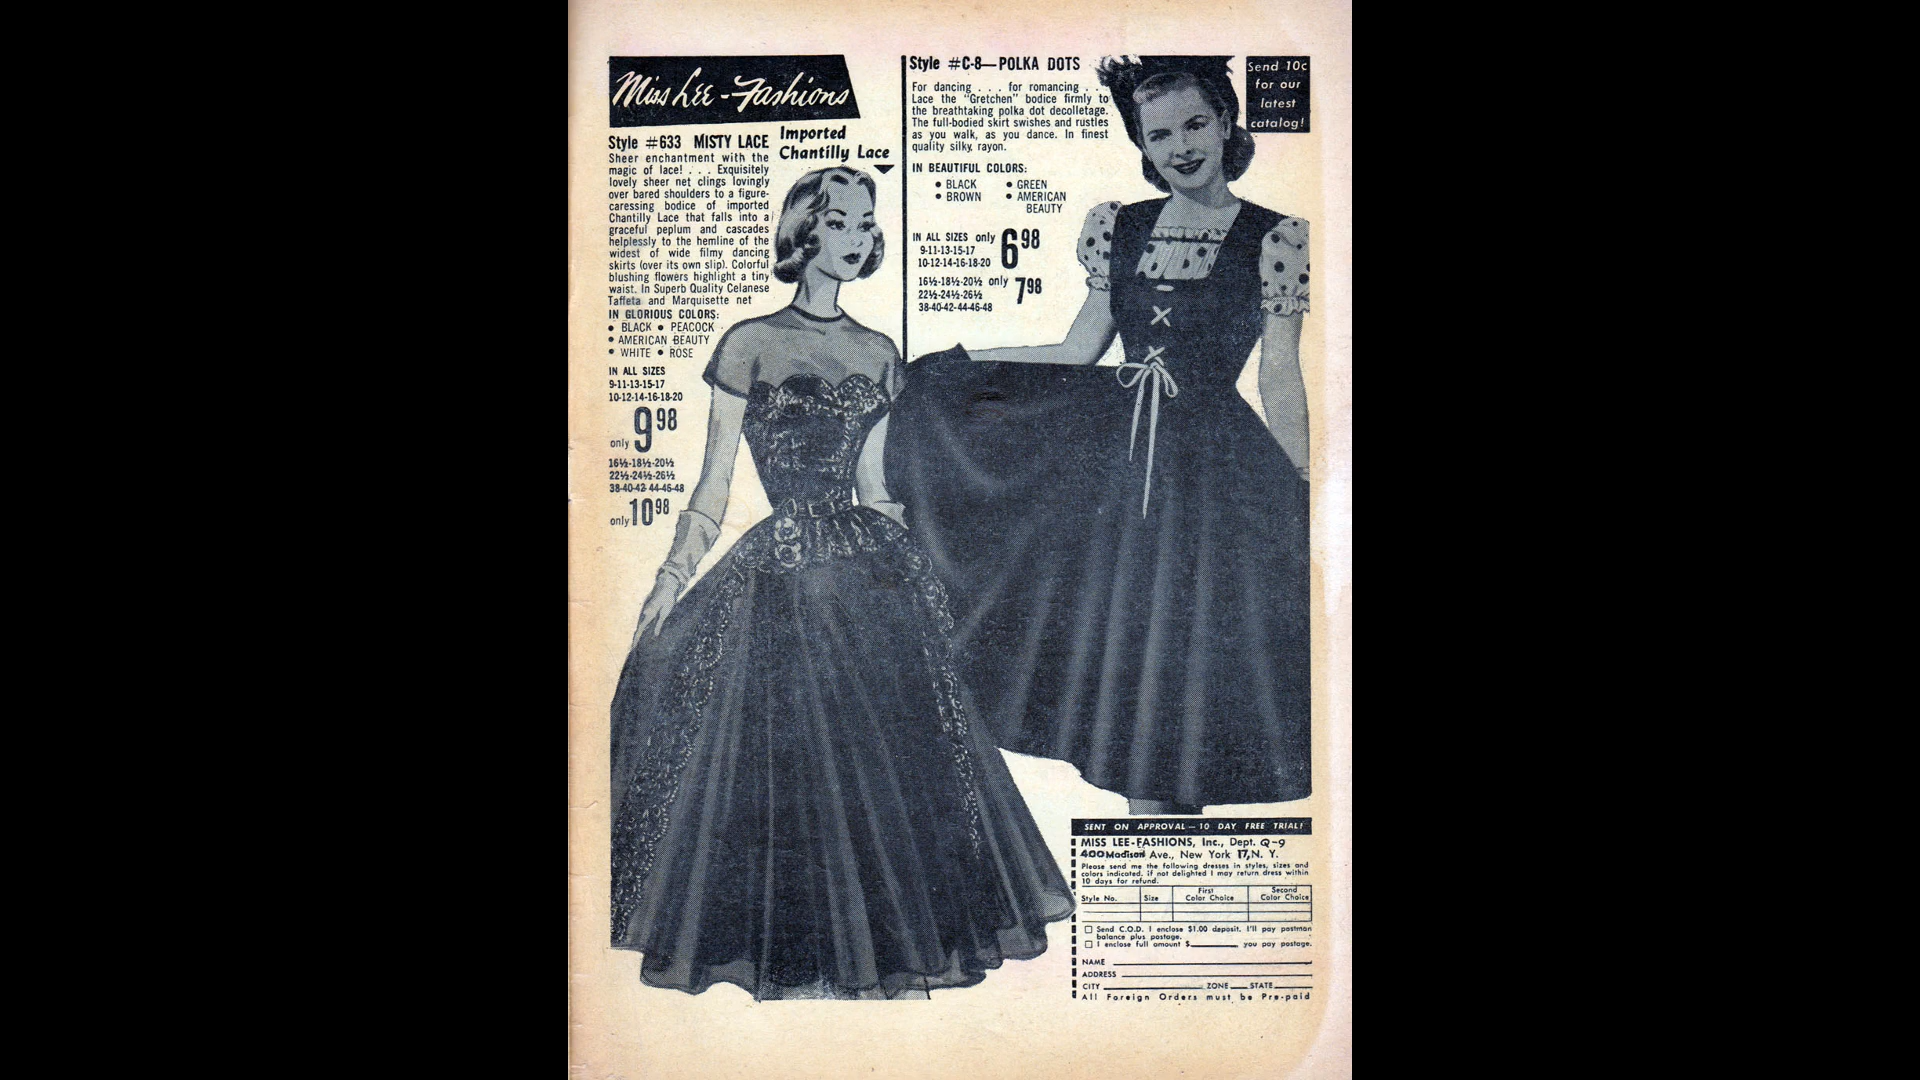 Miss Lee-Fashions
Style #633 MISTY LACE
Imported
Chantilly Lace
Sheer enchantment with the
magic of lace! . . . Exquisitely
lovely sheer net clings lovingly
over bared shoulders to a figure-
caressing bodice of imported
Chantilly Lace that falls into a
graceful peplum and cascades
helplessly to the hemline of the
widest of wide filmy dancing
skirts (over its own slip). Colorful
blushing flowers highlight a tiny
waist. In Superb Quality Celanese
Taffeta and Marquisette net
IN GLORIOUS COLORS:
• BLACK • PEACOCK
• AMERICAN BEAUTY
• WHITE • ROSE
IN ALL SIZES
9-11-13-15-17
10-12-14-16-18-20
only 9 98
16½-18½-20½
22½-24½-26½
38-40-42 44-46-48
only 10 98
Style #C-8—POLKA DOTS
For dancing . . . for romancing . .
Lace the "Gretchen" bodice firmly to
the breathtaking polka dot decolletage.
The full-bodied skirt swishes and rustles
as you walk, as you dance. In finest
quality silky, rayon.
IN BEAUTIFUL COLORS:
• BLACK • GREEN
• BROWN • AMERICAN
BEAUTY
IN ALL SIZES only 6 98
9-11-13-15-17
10-12-14-16-18-20
16½-18½-20½ only 7 98
22½-24½-26½
38-40-42-44-46-48
Send 10c
for our
latest
catalog!
SENT ON APPROVAL—10 DAY FREE TRIAL!
MISS LEE-FASHIONS, Inc., Dept. Q-9
400 Madison Ave., New York 17, N. Y.
Please send me the following dresses in styles, sizes and
colors indicated. if not delighted I may return dress within
10 days for refund.
Style No. Size First Color Choice Second Color Choice
Send C.O.D. I enclose $1.00 deposit. I'll pay postman
balance plus postage.
I enclose full amount $ you pay postage.
NAME
ADDRESS
CITY ZONE STATE
All Foreign Orders must be Pre-paid